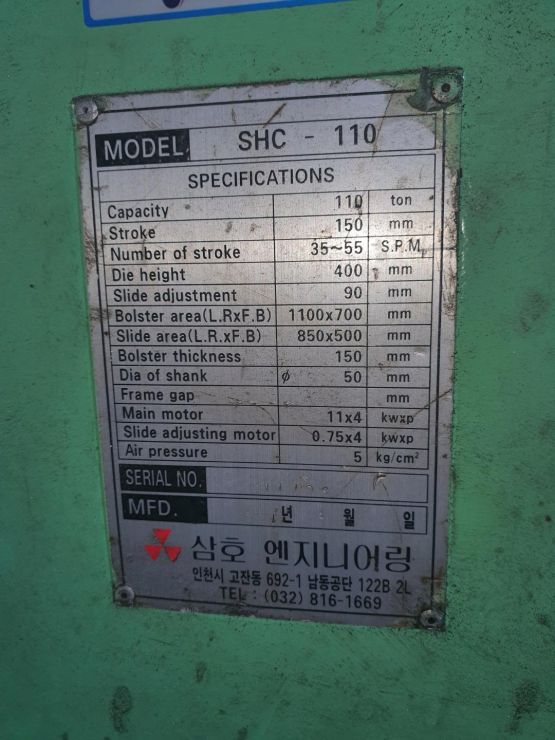 MODEL SHC - 110
SPECIFICATIONS
Capacity 110 ton
Stroke 150 mm
Number of stroke 35~55 S.P.M
Die height 400 mm
Slide adjustment 90 mm
Bolster area(L.RxF.B) 1100x700 mm
Slide area(L.R.xF.B) 850x500 mm
Bolster thickness 150 mm
Dia of shank ø 50 mm
Frame gap mm
Main motor 11x4 kwxp
Slide adjusting motor 0.75x4 kwxp
Air pressure 5 kg/cm²
SERIAL NO.
MFD. 년 월 일
삼호 엔지니어링
인천시 고잔동 692-1 남동공단 122B 2L
TEL : (032) 816-1669